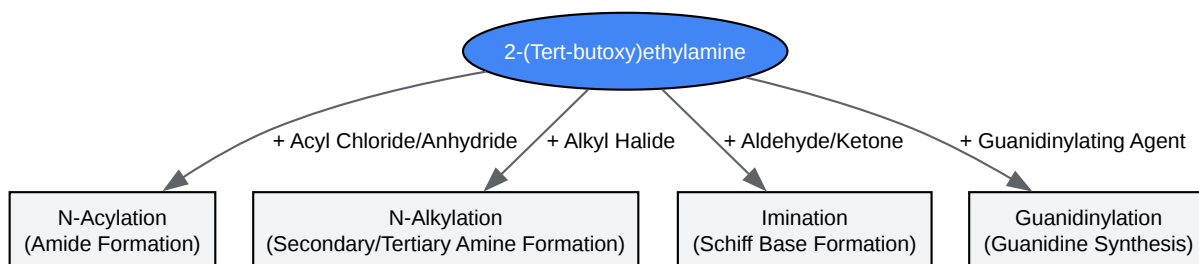 2-(Tert-butoxy)ethylamine
+ Acyl Chloride/Anhydride
+ Alkyl Halide
+ Aldehyde/Ketone
+ Guanidinylating Agent
N-Acylation
(Amide Formation)
N-Alkylation
(Secondary/Tertiary Amine Formation)
Imination
(Schiff Base Formation)
Guanidinylation
(Guanidine Synthesis)